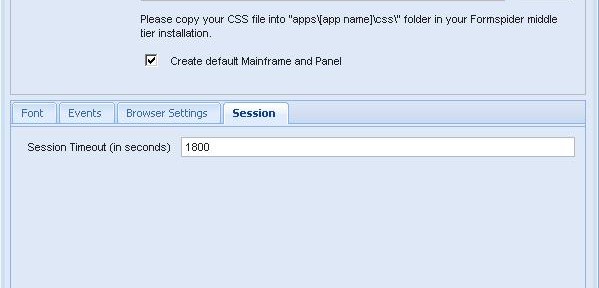 Please copy your CSS file into "apps\[app name]\css\" folder in your Formspider middle
tier installation.
Create default Mainframe and Panel
Font Events Browser Settings Session
Session Timeout (in seconds) 1800